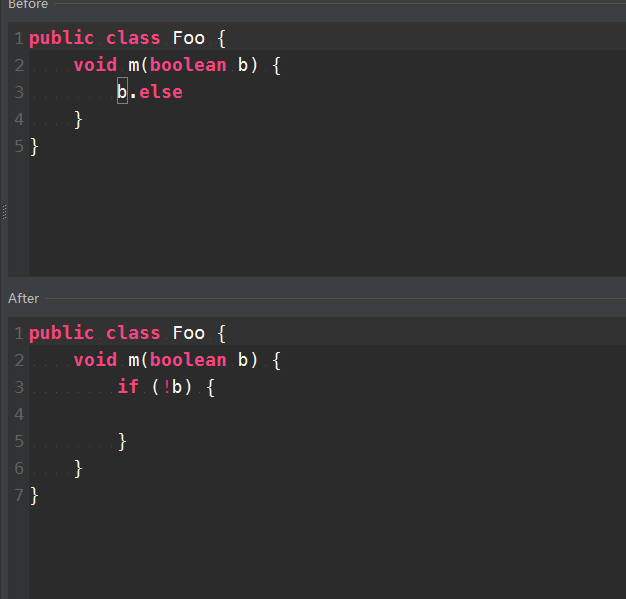 Before
1 public class Foo {
2     void m(boolean b) {
3         b.else
4     }
5 }
After
1 public class Foo {
2     void m(boolean b) {
3         if (!b) {
4
5         }
6     }
7 }